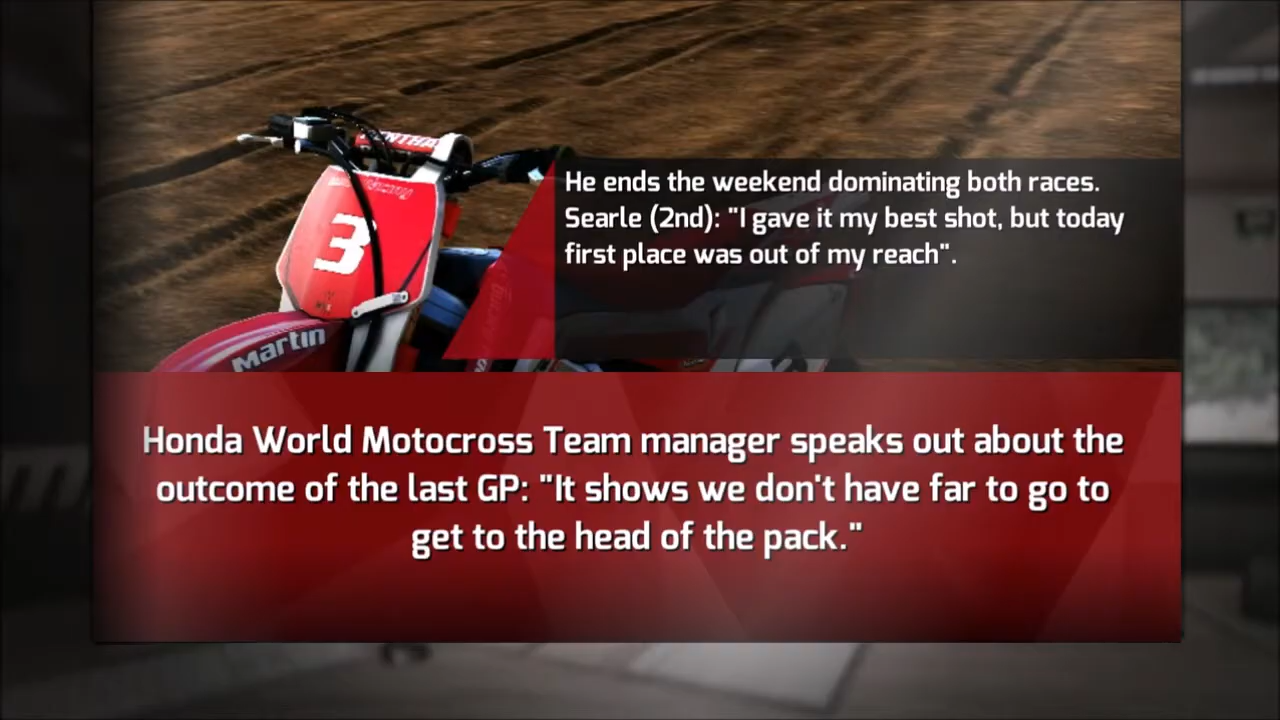 He ends the weekend dominating both races.
Searle (2nd): "I gave it my best shot, but today
first place was out of my reach".
3
Martin
Honda World Motocross Team manager speaks out about the
outcome of the last GP: "It shows we don't have far to go to
get to the head of the pack."